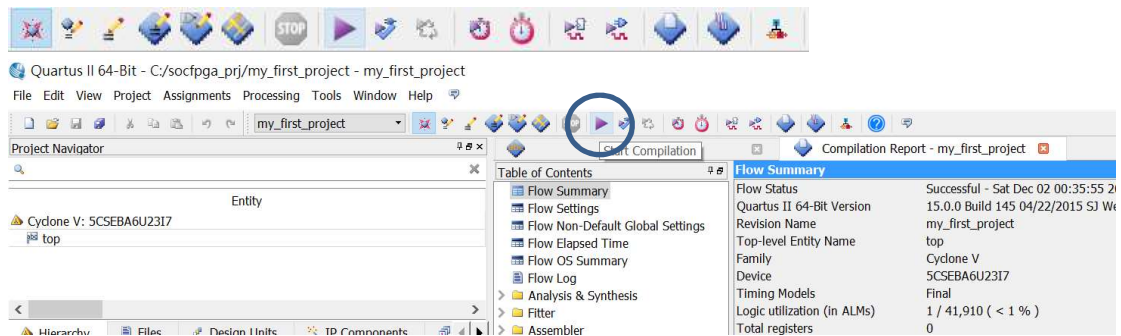 STOP
Quartus II 64-Bit - C:/socfpga_prj/my_first_project - my_first_project
File Edit View Project Assignments Processing Tools Window Help
my_first_project
Project Navigator
Entity
Cyclone V: 5CSEBA6U23I7
top
Hierarchy Files Design Units IP Components
Start Compilation
Table of Contents
Flow Summary
Flow Settings
Flow Non-Default Global Settings
Flow Elapsed Time
Flow OS Summary
Flow Log
Analysis & Synthesis
Fitter
Assembler
Compilation Report - my_first_project
Flow Summary
Flow Status Successful - Sat Dec 02 00:35:55
Quartus II 64-Bit Version 15.0.0 Build 145 04/22/2015 SJ
Revision Name my_first_project
Top-level Entity Name top
Family Cyclone V
Device 5CSEBA6U23I7
Timing Models Final
Logic utilization (in ALMs) 1 / 41,910 ( < 1 % )
Total registers 0